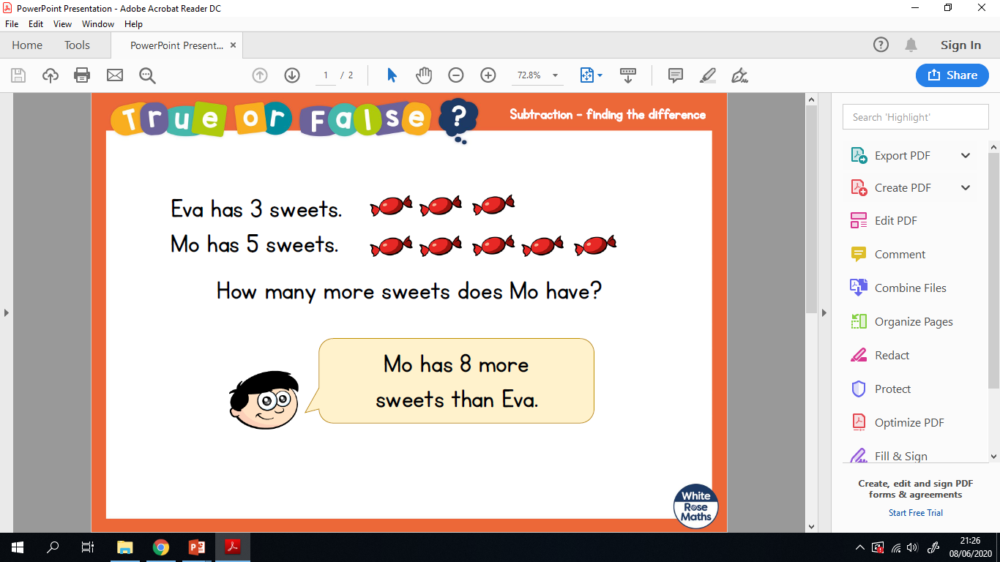 PowerPoint Presentation - Adobe Acrobat Reader DC
File Edit View Window Help
Home Tools PowerPoint Present... × Sign In
1 / 2 72.8% Share
True or False ? Subtraction – finding the difference
Eva has 3 sweets.
Mo has 5 sweets.
How many more sweets does Mo have?
Mo has 8 more
sweets than Eva.
White
Rose
Maths
Search 'Highlight'
Export PDF
Create PDF
Edit PDF
Comment
Combine Files
Organize Pages
Redact
Protect
Optimize PDF
Fill & Sign
Create, edit and sign PDF
forms & agreements
Start Free Trial
21:26
08/06/2020